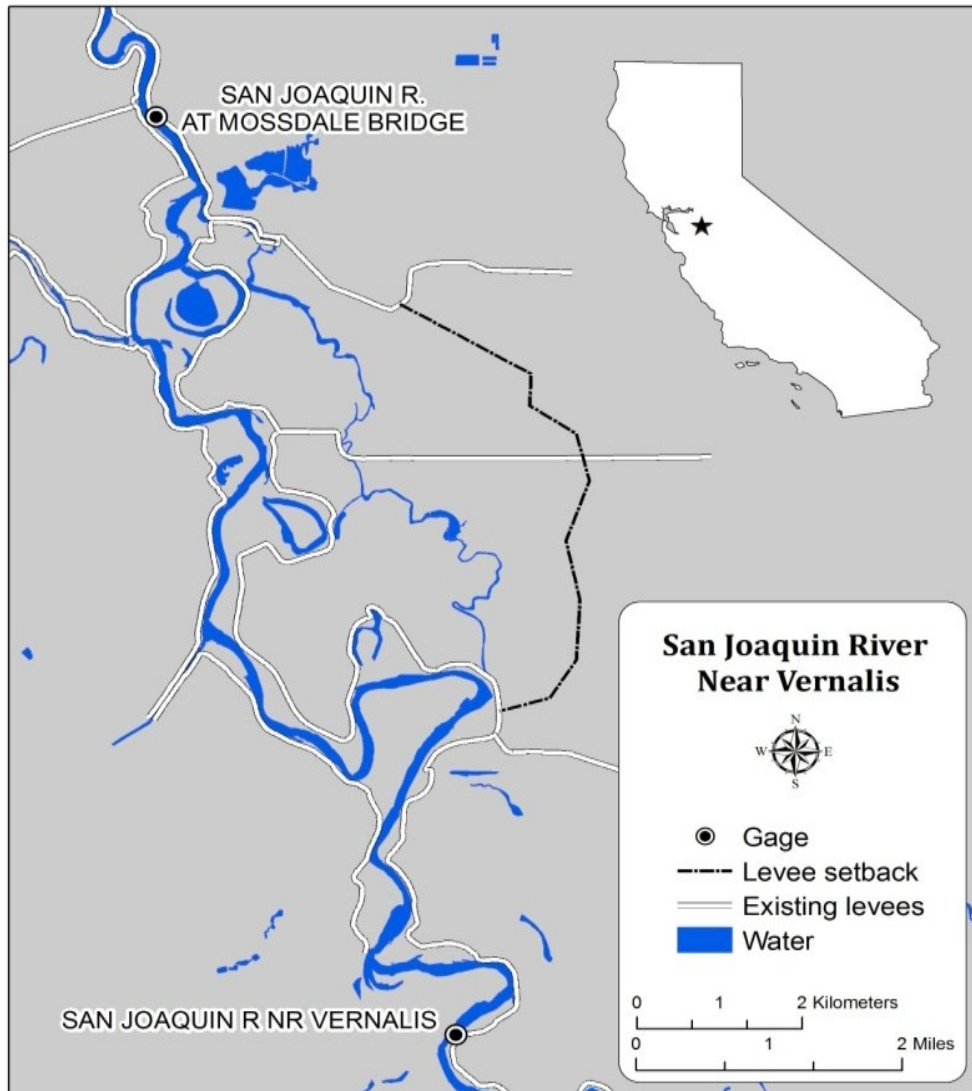 SAN JOAQUIN R.
AT MOSSDALE BRIDGE
San Joaquin River
Near Vernalis
N
W E
S
Gage
Levee setback
Existing levees
Water
0 1 2 Kilometers
0 1 2 Miles
SAN JOAQUIN R NR VERNALIS